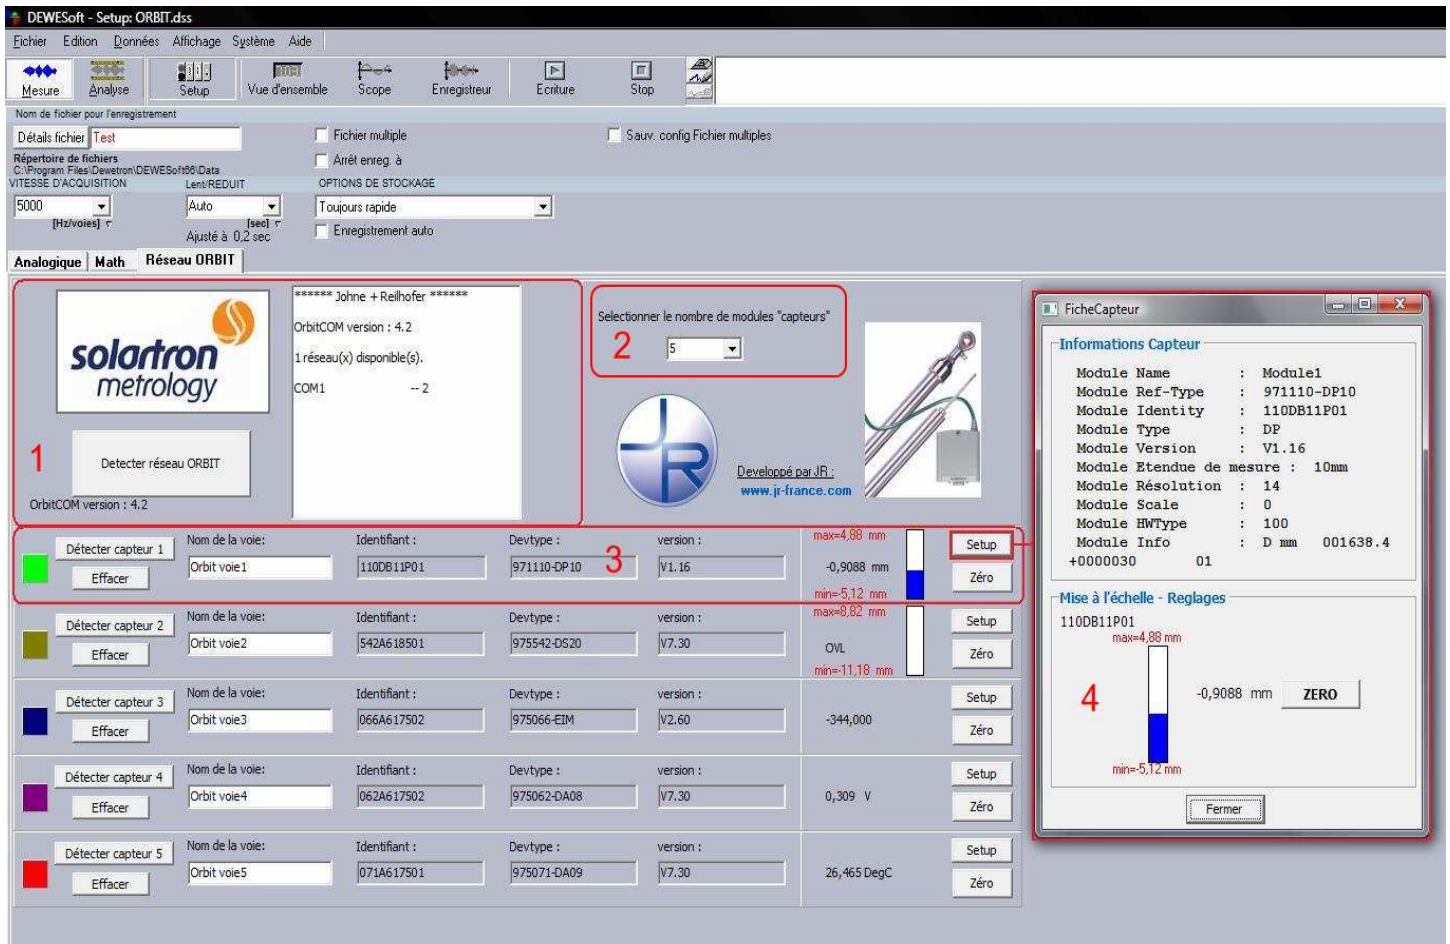 DEWESoft - Setup: ORBIT.dss
Fichier Edition Données Affichage Système Aide
Mesure Analyse Setup Vue d'ensemble Scope Enregistreur Ecriture Stop
Nom de fichier pour l'enregistrement
Détails fichier Test
Fichier multiple
Sauv. config Fichier multiples
Répertoire de fichiers
C:\Program Files\Dewetron\DEWESoft66\Data
Arrêt enreg. à
VITESSE D'ACQUISITION Lent/REDUIT OPTIONS DE STOCKAGE
5000 Auto Toujours rapide
[Hz/voies] [sec]
Ajusté à 0,2 sec
Enregistrement auto
Analogique Math Réseau ORBIT
solartron
metrology
1
Detecter réseau ORBIT
OrbitCOM version : 4.2
****** Johne + Reilhofer ******
OrbitCOM version : 4.2
1 réseau(x) disponible(s).
COM1 -- 2
Selectionner le nombre de modules "capteurs"
2 5
JR
Developpé par JR :
www.jr-france.com
Détecter capteur 1
Effacer
Nom de la voie: Identifiant : Devtype : version :
Orbit voie1 110DB11P01 971110-DP10 V1.16
3
max=4,88 mm
-0,9088 mm
min=-5,12 mm
Setup
Zéro
Détecter capteur 2
Effacer
Nom de la voie: Identifiant : Devtype : version :
Orbit voie2 542A618501 975542-DS20 V7.30
max=8,82 mm
OVL
min=-11,18 mm
Setup
Zéro
Détecter capteur 3
Effacer
Nom de la voie: Identifiant : Devtype : version :
Orbit voie3 066A617502 975066-EIM V2.60
-344,000
Setup
Zéro
Détecter capteur 4
Effacer
Nom de la voie: Identifiant : Devtype : version :
Orbit voie4 062A617502 975062-DA08 V7.30
0,309 V
Setup
Zéro
Détecter capteur 5
Effacer
Nom de la voie: Identifiant : Devtype : version :
Orbit voie5 071A617501 975071-DA09 V7.30
26,465 DegC
Setup
Zéro
FicheCapteur
Informations Capteur
Module Name : Module1
Module Ref-Type : 971110-DP10
Module Identity : 110DB11P01
Module Type : DP
Module Version : V1.16
Module Etendue de mesure : 10mm
Module Résolution : 14
Module Scale : 0
Module HWType : 100
Module Info : D mm 001638.4
+0000030 01
Mise à l'échelle - Reglages
110DB11P01
max=4,88 mm
4
-0,9088 mm ZERO
min=-5,12 mm
Fermer